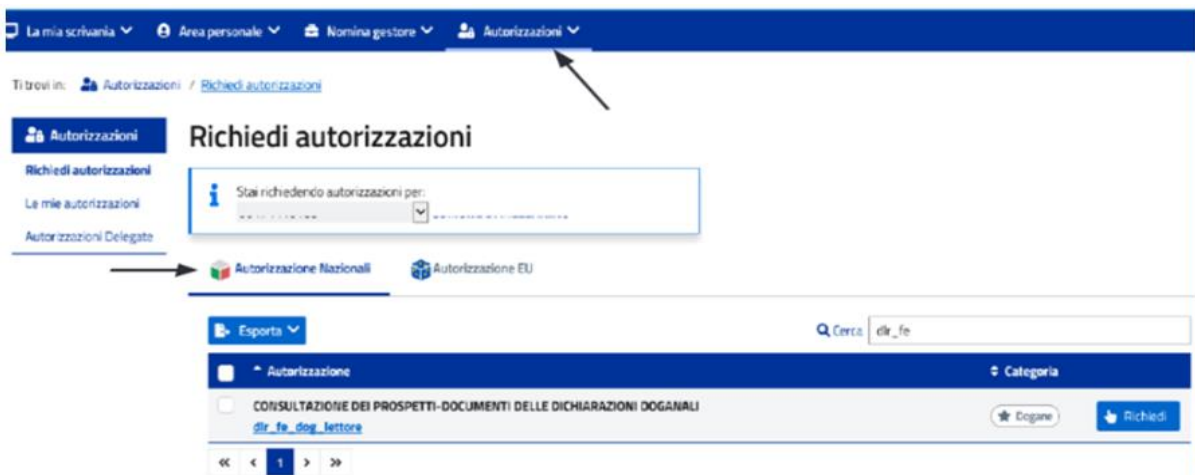 La mia scrivania Area personale Nomina gestore Autorizzazioni
Ti trovi in: Autorizzazioni / Richiedi autorizzazioni
Autorizzazioni
Richiedi autorizzazioni
Le mie autorizzazioni
Autorizzazioni Delegate
Richiedi autorizzazioni
Stai richiedendo autorizzazioni per:
Autorizzazione Nazionali Autorizzazione EU
Esporta Cerca dlr_fe
Autorizzazione Categoria
CONSULTAZIONE DEI PROSPETTI-DOCUMENTI DELLE DICHIARAZIONI DOGANALI
dlr_fe_dog_lettore Dogane Richiedi
« < 1 > »